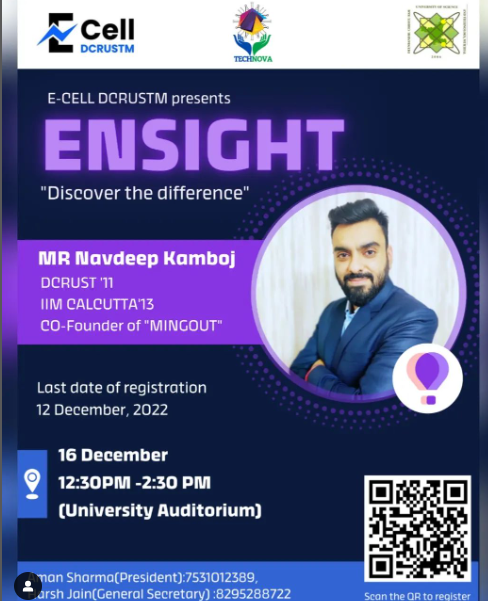 E Cell
DCRUSTM
TECHNOVA
E-CELL DCRUSTM presents
ENSIGHT
"Discover the difference"
MR Navdeep Kamboj
DCRUST '11
IIM CALCUTTA'13
CO-Founder of "MINGOUT"
Last date of registration
12 December, 2022
16 December
12:30PM -2:30 PM
(University Auditorium)
Sharma(President):7531012389,
Jain(General Secretary) :8295288722
Scan the QR to register